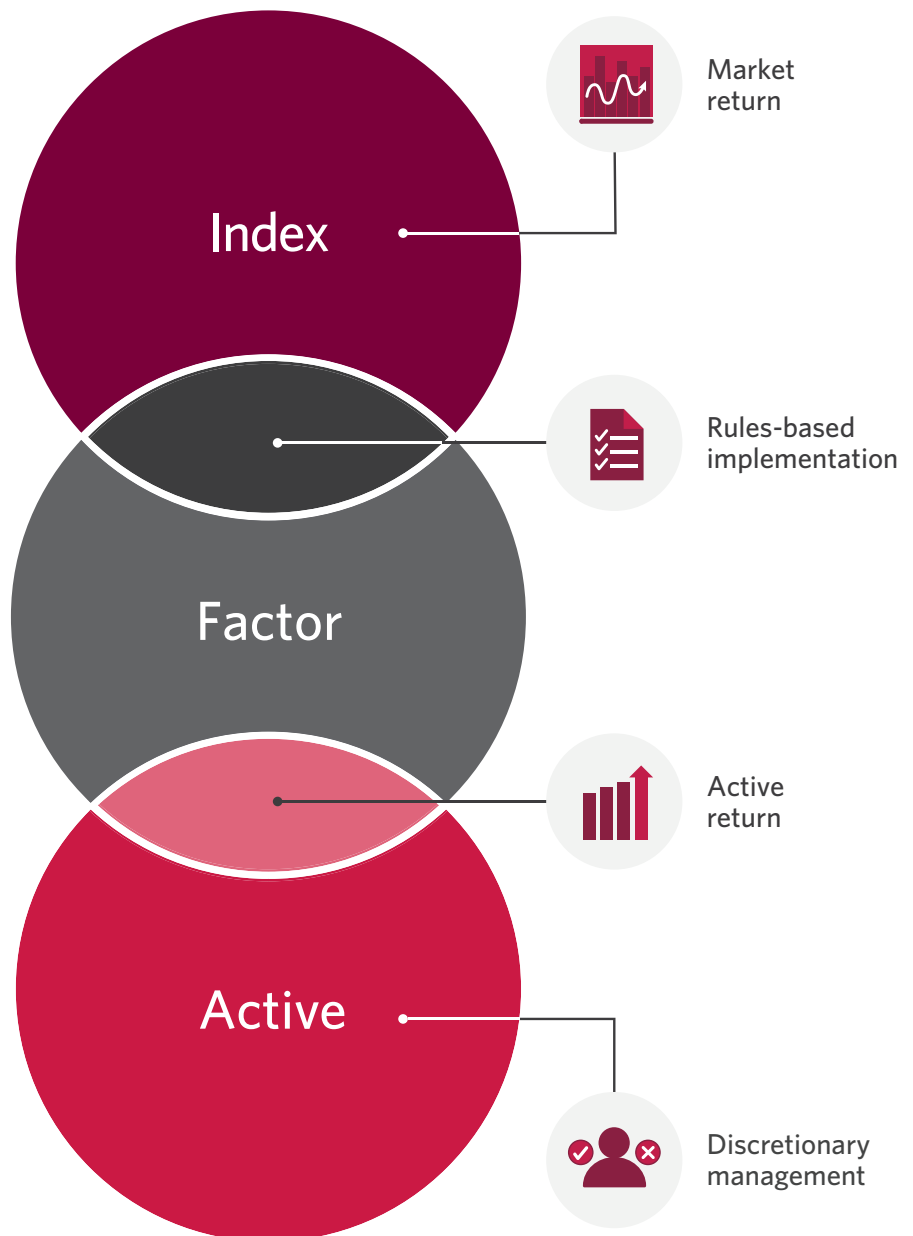 Market
return
Index
Rules-based
implementation
Factor
Active
return
Active
Discretionary
management